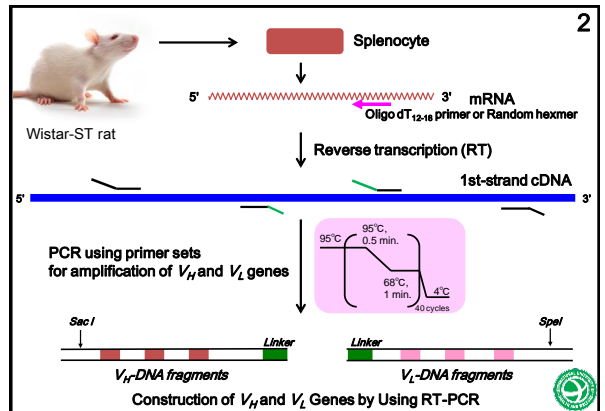 2
Splenocyte
5' 3'
mRNA
Oligo dT12-16 primer or Random hexmer
Wistar-ST rat
Reverse transcription (RT)
1st-strand cDNA
5' 3'
95°C
95°C,
0.5 min.
68°C,
1 min.
4°C
40 cycles
PCR using primer sets
for amplification of VH and VL genes
Sac I
SpeI
Linker
Linker
VH-DNA fragments
VL-DNA fragments
Construction of VH and VL Genes by Using RT-PCR